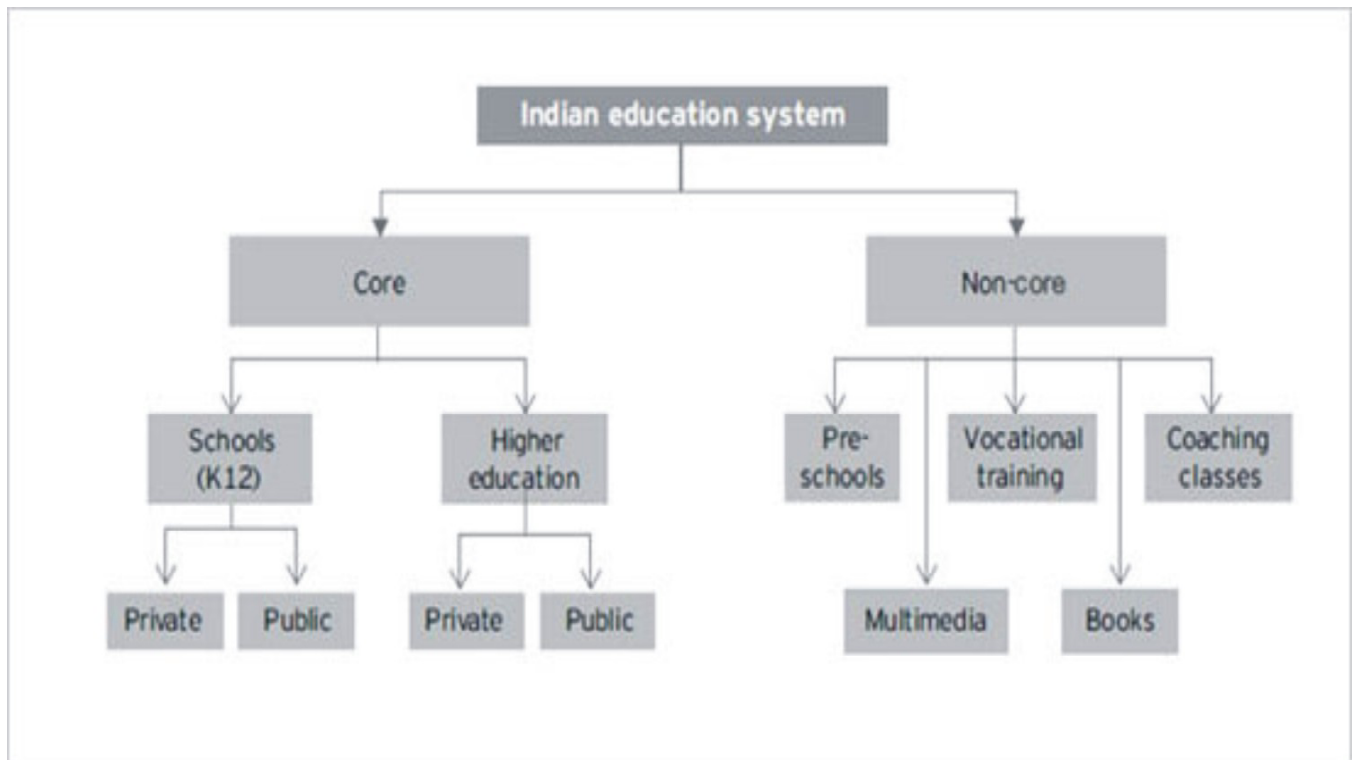 Indian education system
Core
Non-core
Schools
(K12)
Higher
education
Pre-
schools
Vocational
training
Coaching
classes
Private
Public
Private
Public
Multimedia
Books